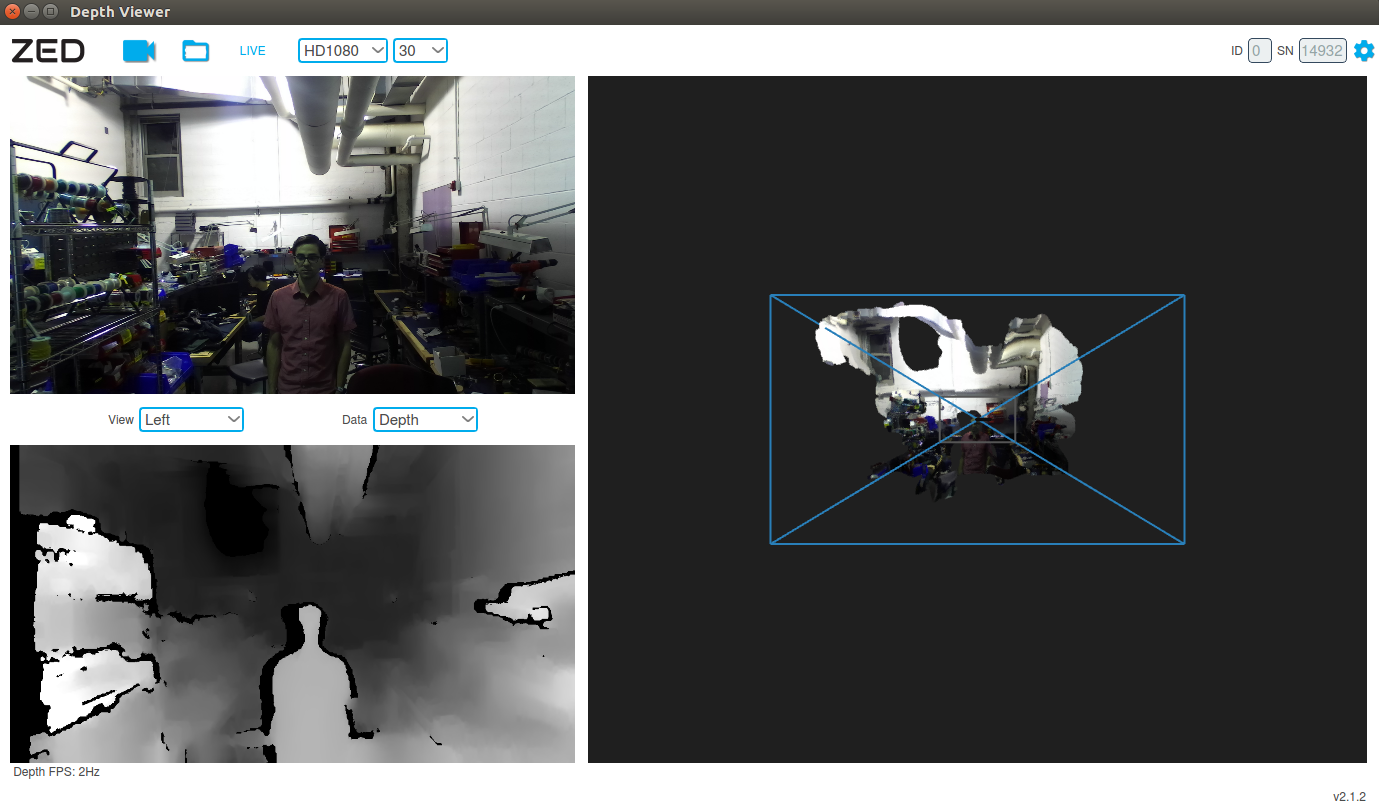 Depth Viewer
ZED LIVE HD1080 30 ID 0 SN 14932
View Left Data Depth
Depth FPS: 2Hz
v2.1.2